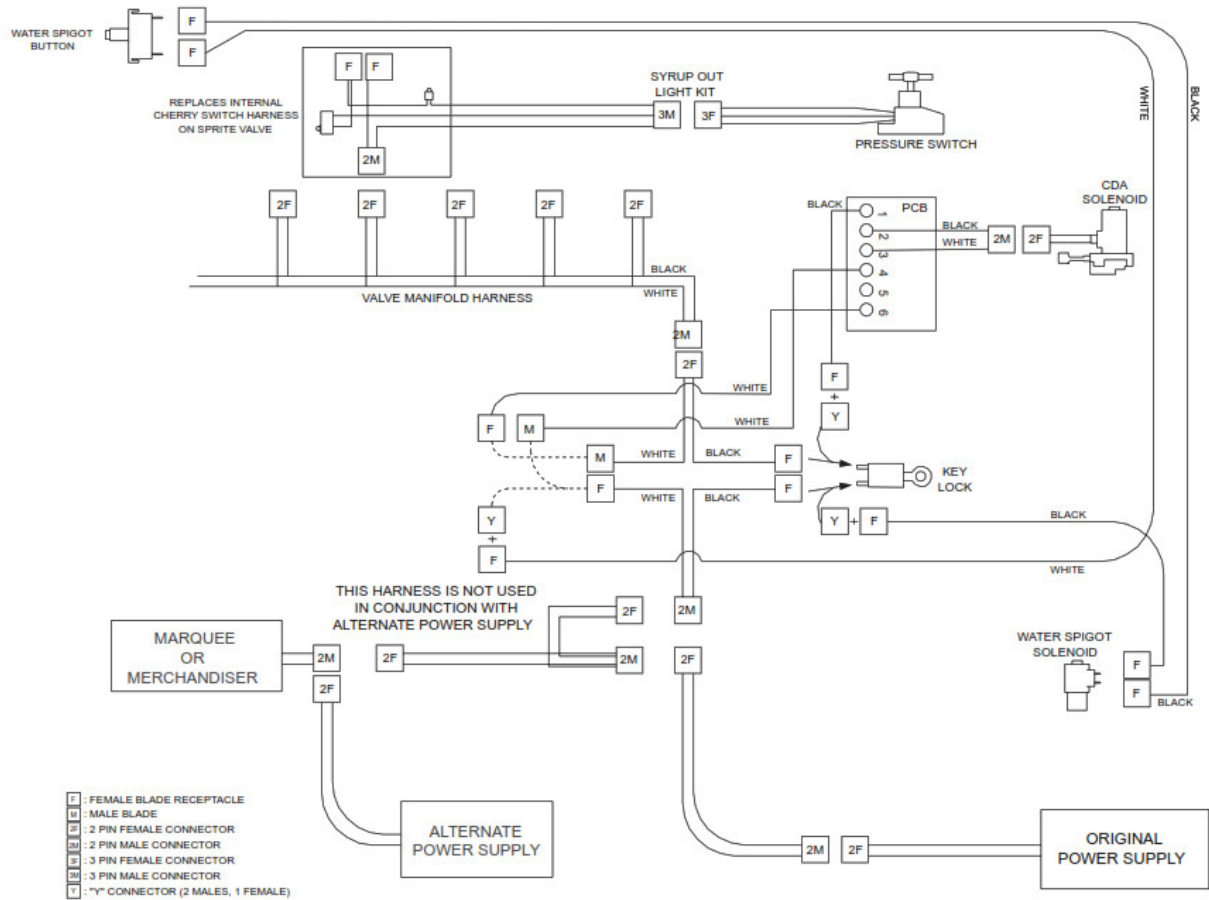 WATER SPIGOT
BUTTON
F
F
REPLACES INTERNAL
CHERRY SWITCH HARNESS
ON SPRITE VALVE
F
F
2M
SYRUP OUT
LIGHT KIT
3M
3F
PRESSURE SWITCH
WHITE
BLACK
2F
2F
2F
2F
2F
BLACK
WHITE
VALVE MANIFOLD HARNESS
2M
2F
BLACK
PCB
1
2
3
4
5
6
BLACK
WHITE
2M
2F
CDA
SOLENOID
WHITE
WHITE
F
M
M
F
WHITE
BLACK
WHITE
BLACK
F
F
F
+
Y
KEY
LOCK
Y
+
F
BLACK
Y
+
F
WHITE
THIS HARNESS IS NOT USED
IN CONJUNCTION WITH
ALTERNATE POWER SUPPLY
2F
2M
2M
2F
MARQUEE
OR
MERCHANDISER
2M
2F
2F
WATER SPIGOT
SOLENOID
F
F
BLACK
ALTERNATE
POWER SUPPLY
2M
2F
ORIGINAL
POWER SUPPLY
F : FEMALE BLADE RECEPTACLE
M : MALE BLADE
2F : 2 PIN FEMALE CONNECTOR
2M : 2 PIN MALE CONNECTOR
3F : 3 PIN FEMALE CONNECTOR
3M : 3 PIN MALE CONNECTOR
Y : "Y" CONNECTOR (2 MALES, 1 FEMALE)